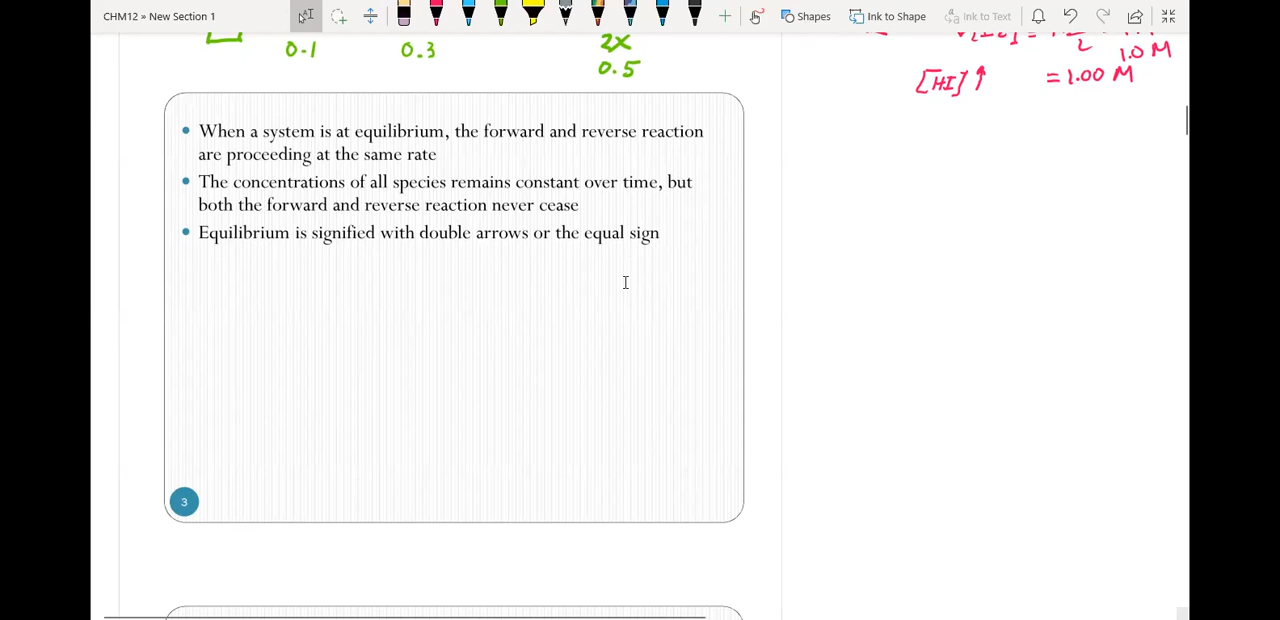 CHM12 » New Section 1
Shapes
Ink to Shape
Ink to Text
2
1.0 M
[HI]↑ = 1.00 M
0.1 0.3 2x
0.5
• When a system is at equilibrium, the forward and reverse reaction
are proceeding at the same rate
• The concentrations of all species remains constant over time, but
both the forward and reverse reaction never cease
• Equilibrium is signified with double arrows or the equal sign
3